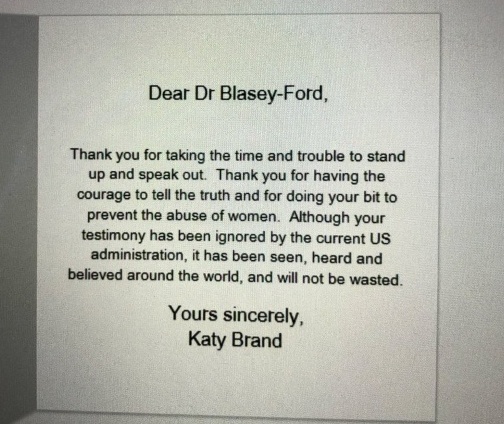 Dear Dr Blasey-Ford,
Thank you for taking the time and trouble to stand
up and speak out. Thank you for having the
courage to tell the truth and for doing your bit to
prevent the abuse of women. Although your
testimony has been ignored by the current US
administration, it has been seen, heard and
believed around the world, and will not be wasted.
Yours sincerely,
Katy Brand